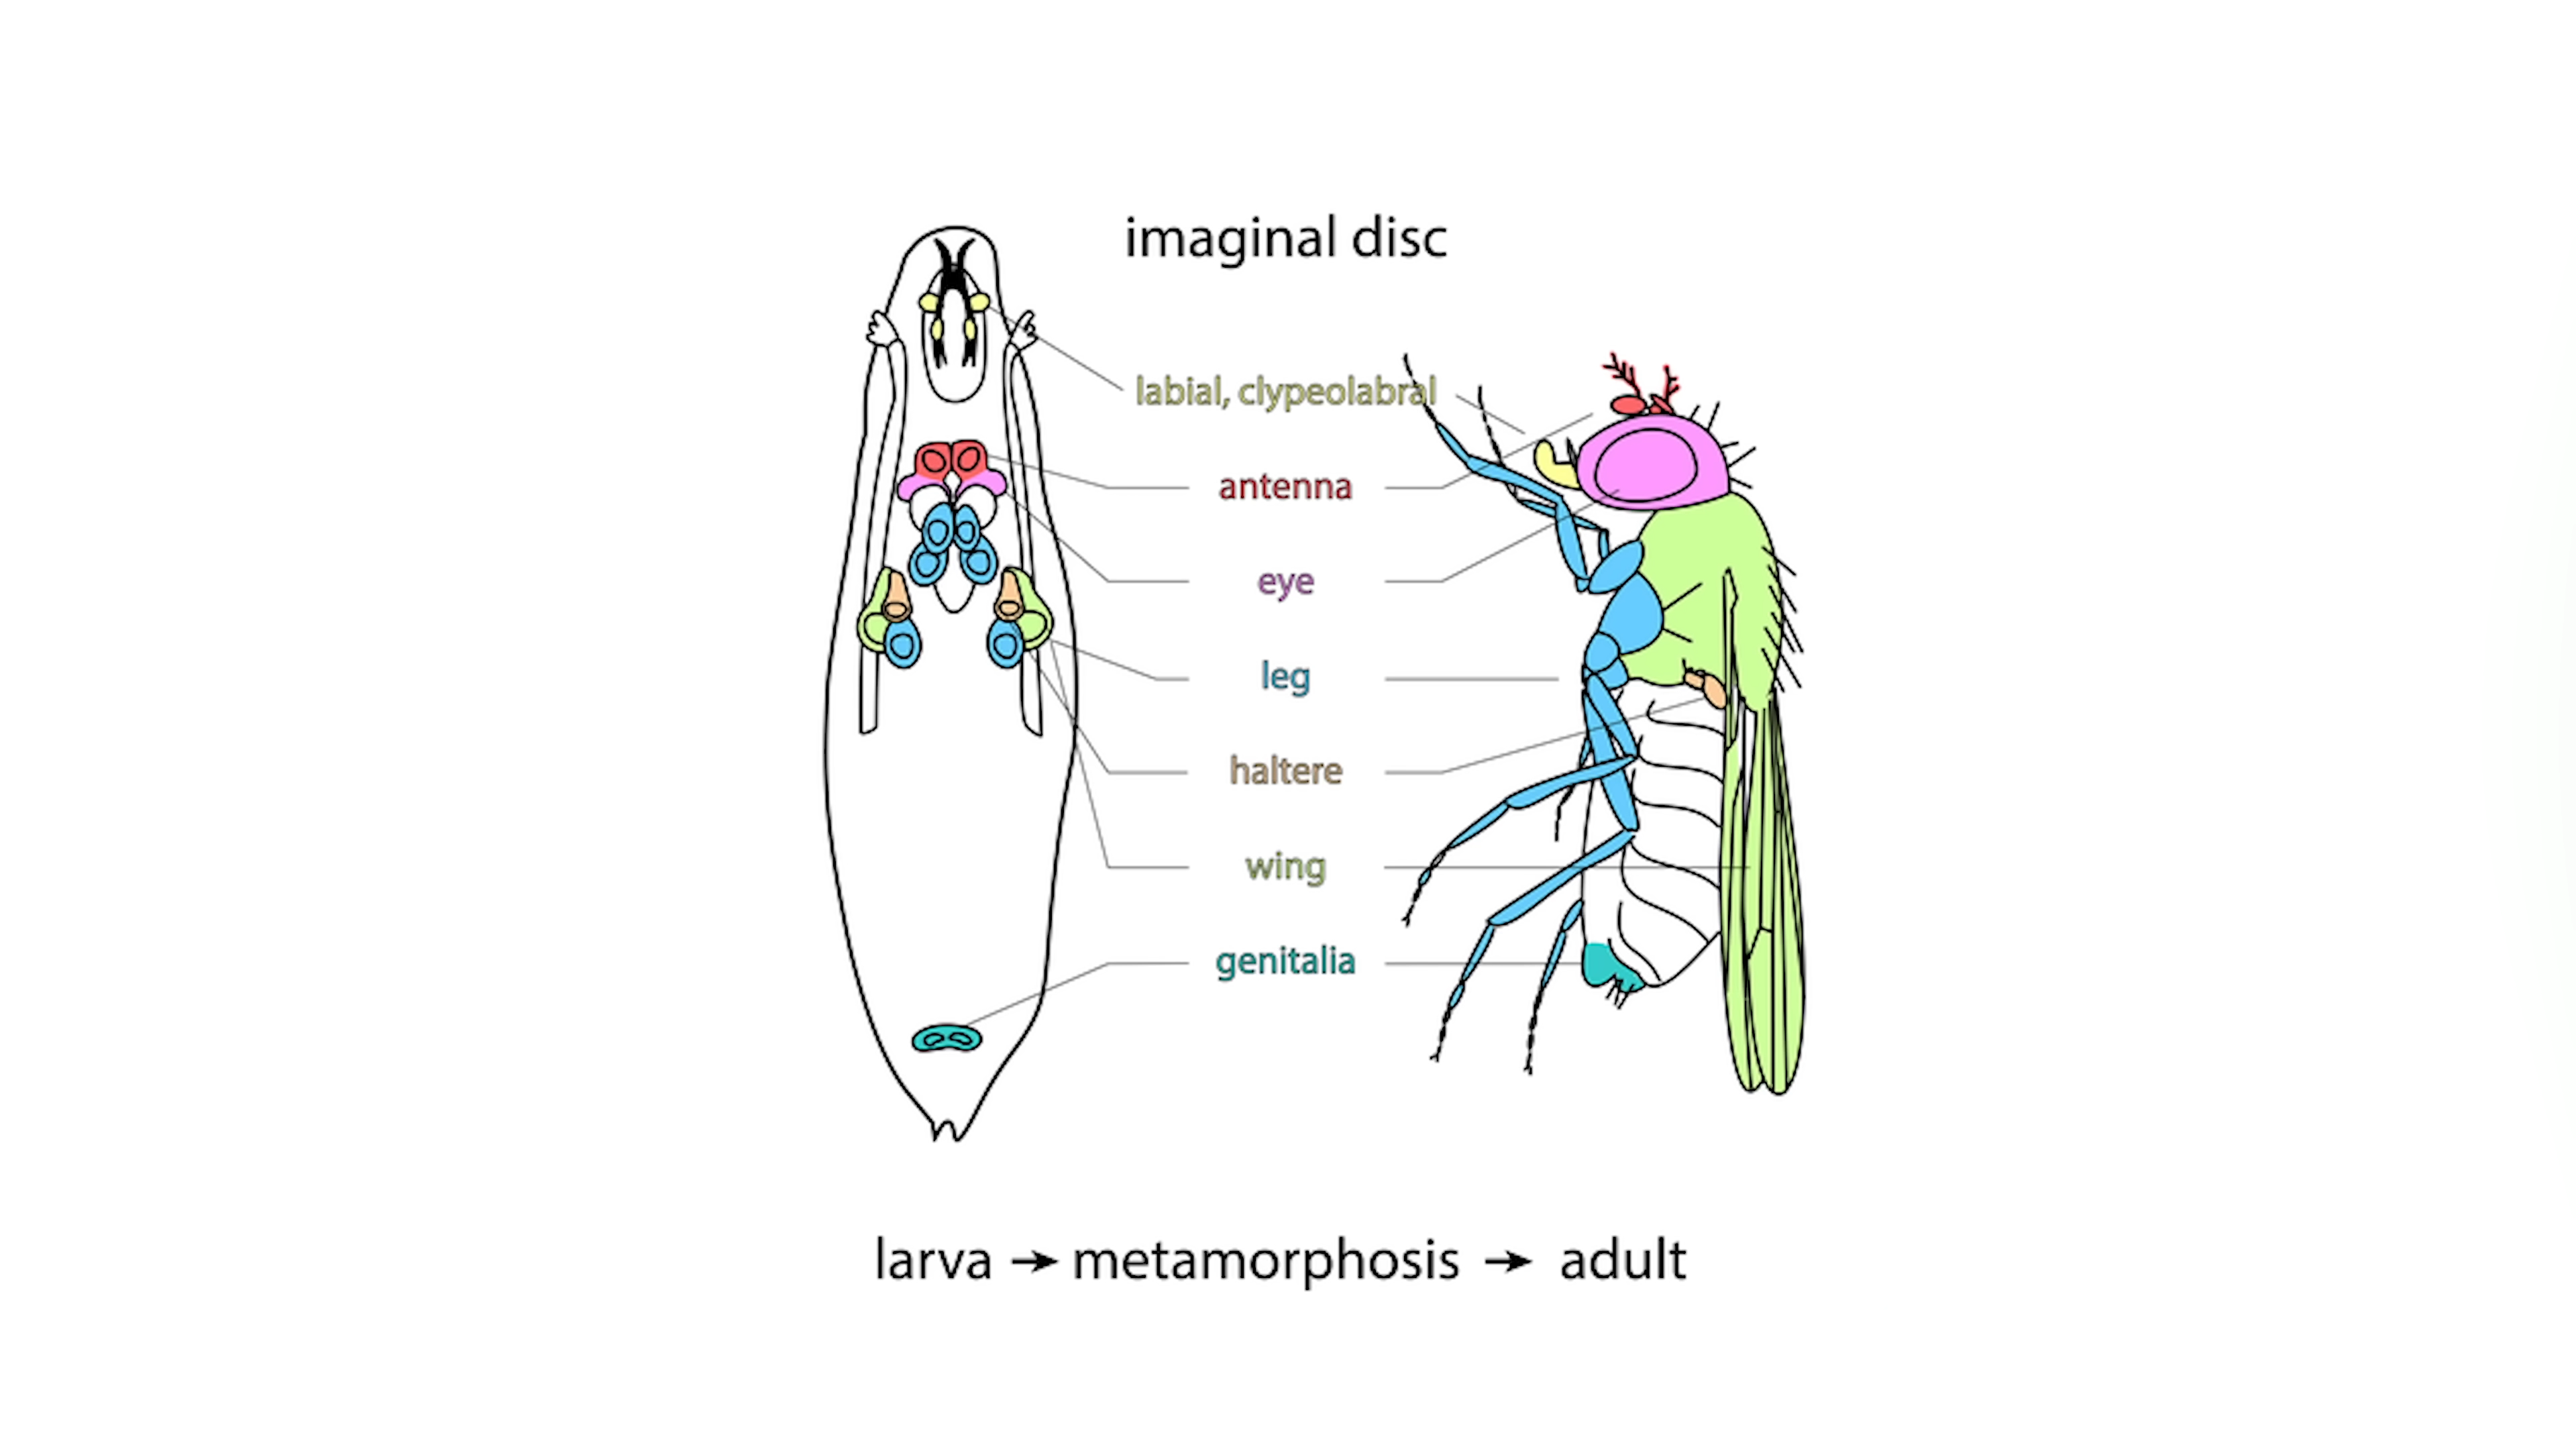 imaginal disc
labial, clypeolabral
antenna
eye
leg
haltere
wing
genitalia
larva → metamorphosis → adult